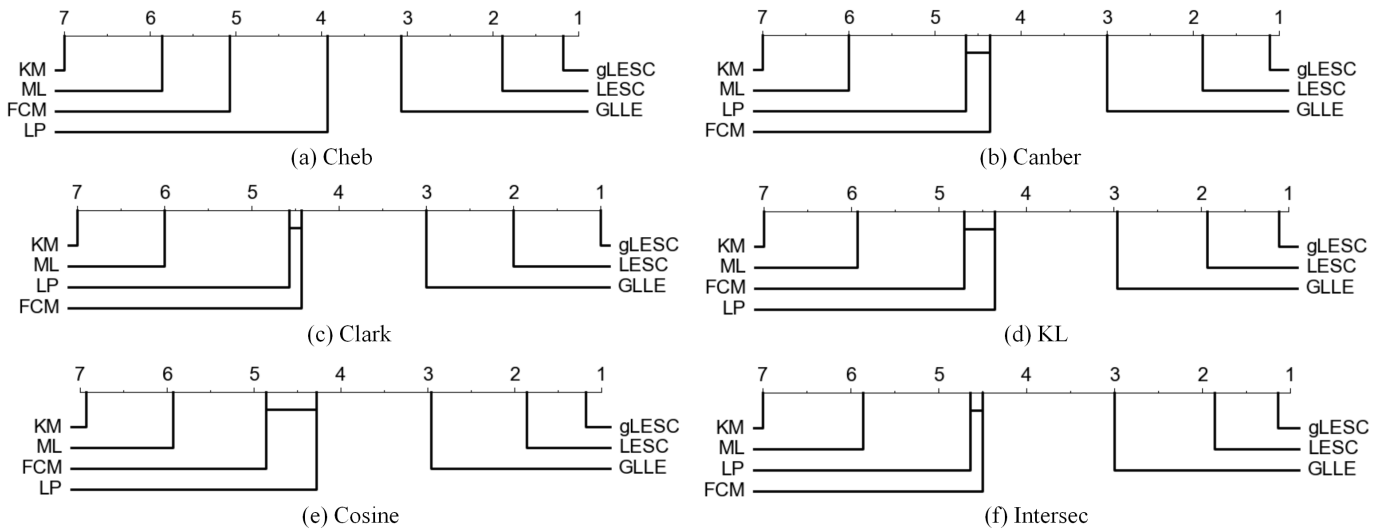 7 6 5 4 3 2 1
KM
ML
FCM
LP
gLESC
LESC
GLLE
(a) Cheb
7 6 5 4 3 2 1
KM
ML
LP
FCM
gLESC
LESC
GLLE
(b) Canber
7 6 5 4 3 2 1
KM
ML
LP
FCM
gLESC
LESC
GLLE
(c) Clark
7 6 5 4 3 2 1
KM
ML
FCM
LP
gLESC
LESC
GLLE
(d) KL
7 6 5 4 3 2 1
KM
ML
FCM
LP
gLESC
LESC
GLLE
(e) Cosine
7 6 5 4 3 2 1
KM
ML
LP
FCM
gLESC
LESC
GLLE
(f) Intersec